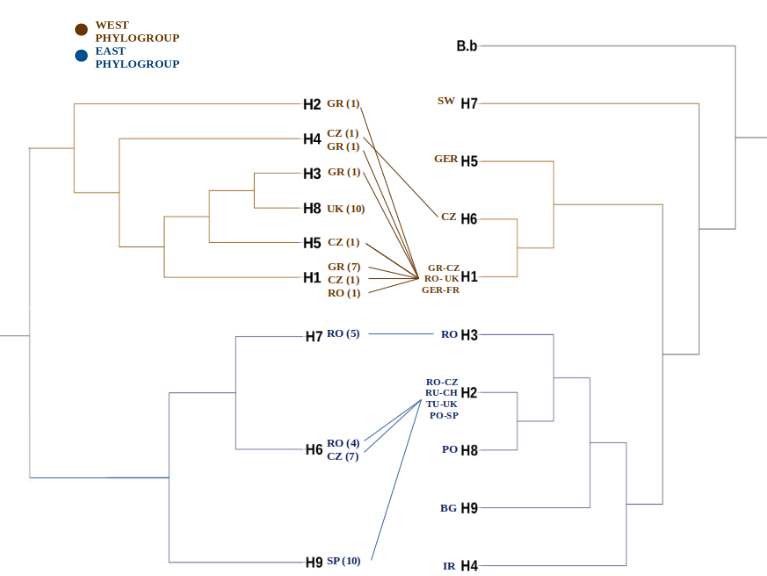 WEST
PHYLOGROUP
EAST
PHYLOGROUP
H2 GR (1)
H4 CZ (1)
GR (1)
H3 GR (1)
H8 UK (10)
H5 CZ (1)
H1 GR (7)
CZ (1)
RO (1)
H7 RO (5)
H6 RO (4)
CZ (7)
H9 SP (10)
B.b
SW H7
GER H5
CZ H6
GR-CZ
RO- UK H1
GER-FR
RO H3
RO-CZ
RU-CH H2
TU-UK
PO-SP
PO H8
BG H9
IR H4